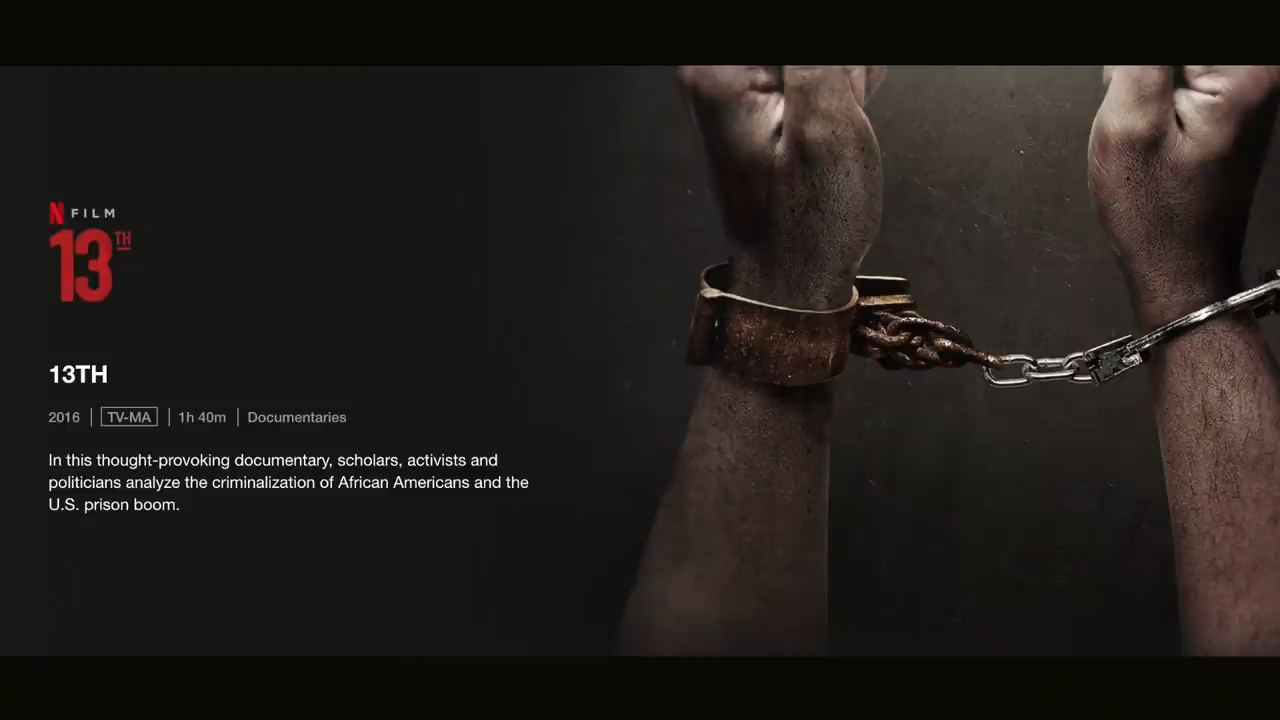 N FILM
13TH
13TH
2016 | TV-MA | 1h 40m | Documentaries
In this thought-provoking documentary, scholars, activists and
politicians analyze the criminalization of African Americans and the
U.S. prison boom.